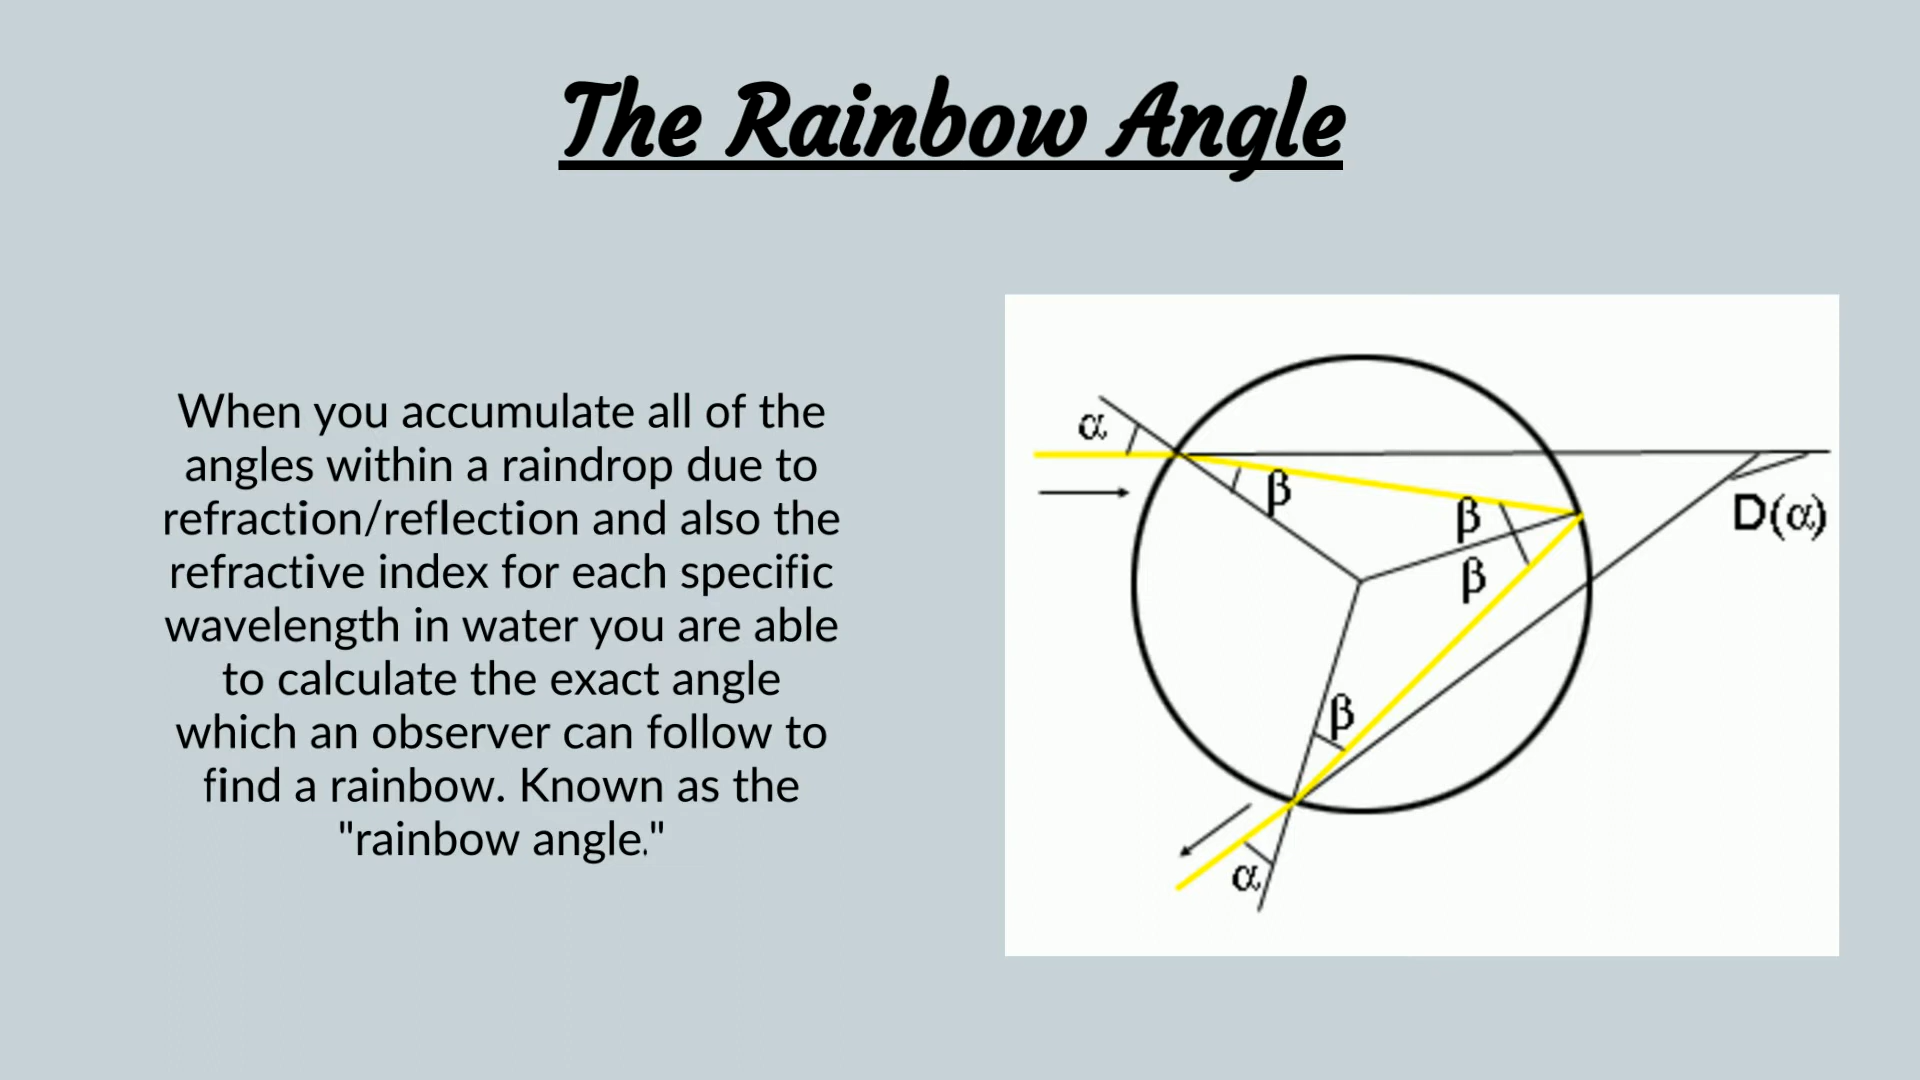 The Rainbow Angle
When you accumulate all of the
angles within a raindrop due to
refraction/reflection and also the
refractive index for each specific
wavelength in water you are able
to calculate the exact angle
which an observer can follow to
find a rainbow. Known as the
"rainbow angle."
α
β
β
D(α)
β
β
α